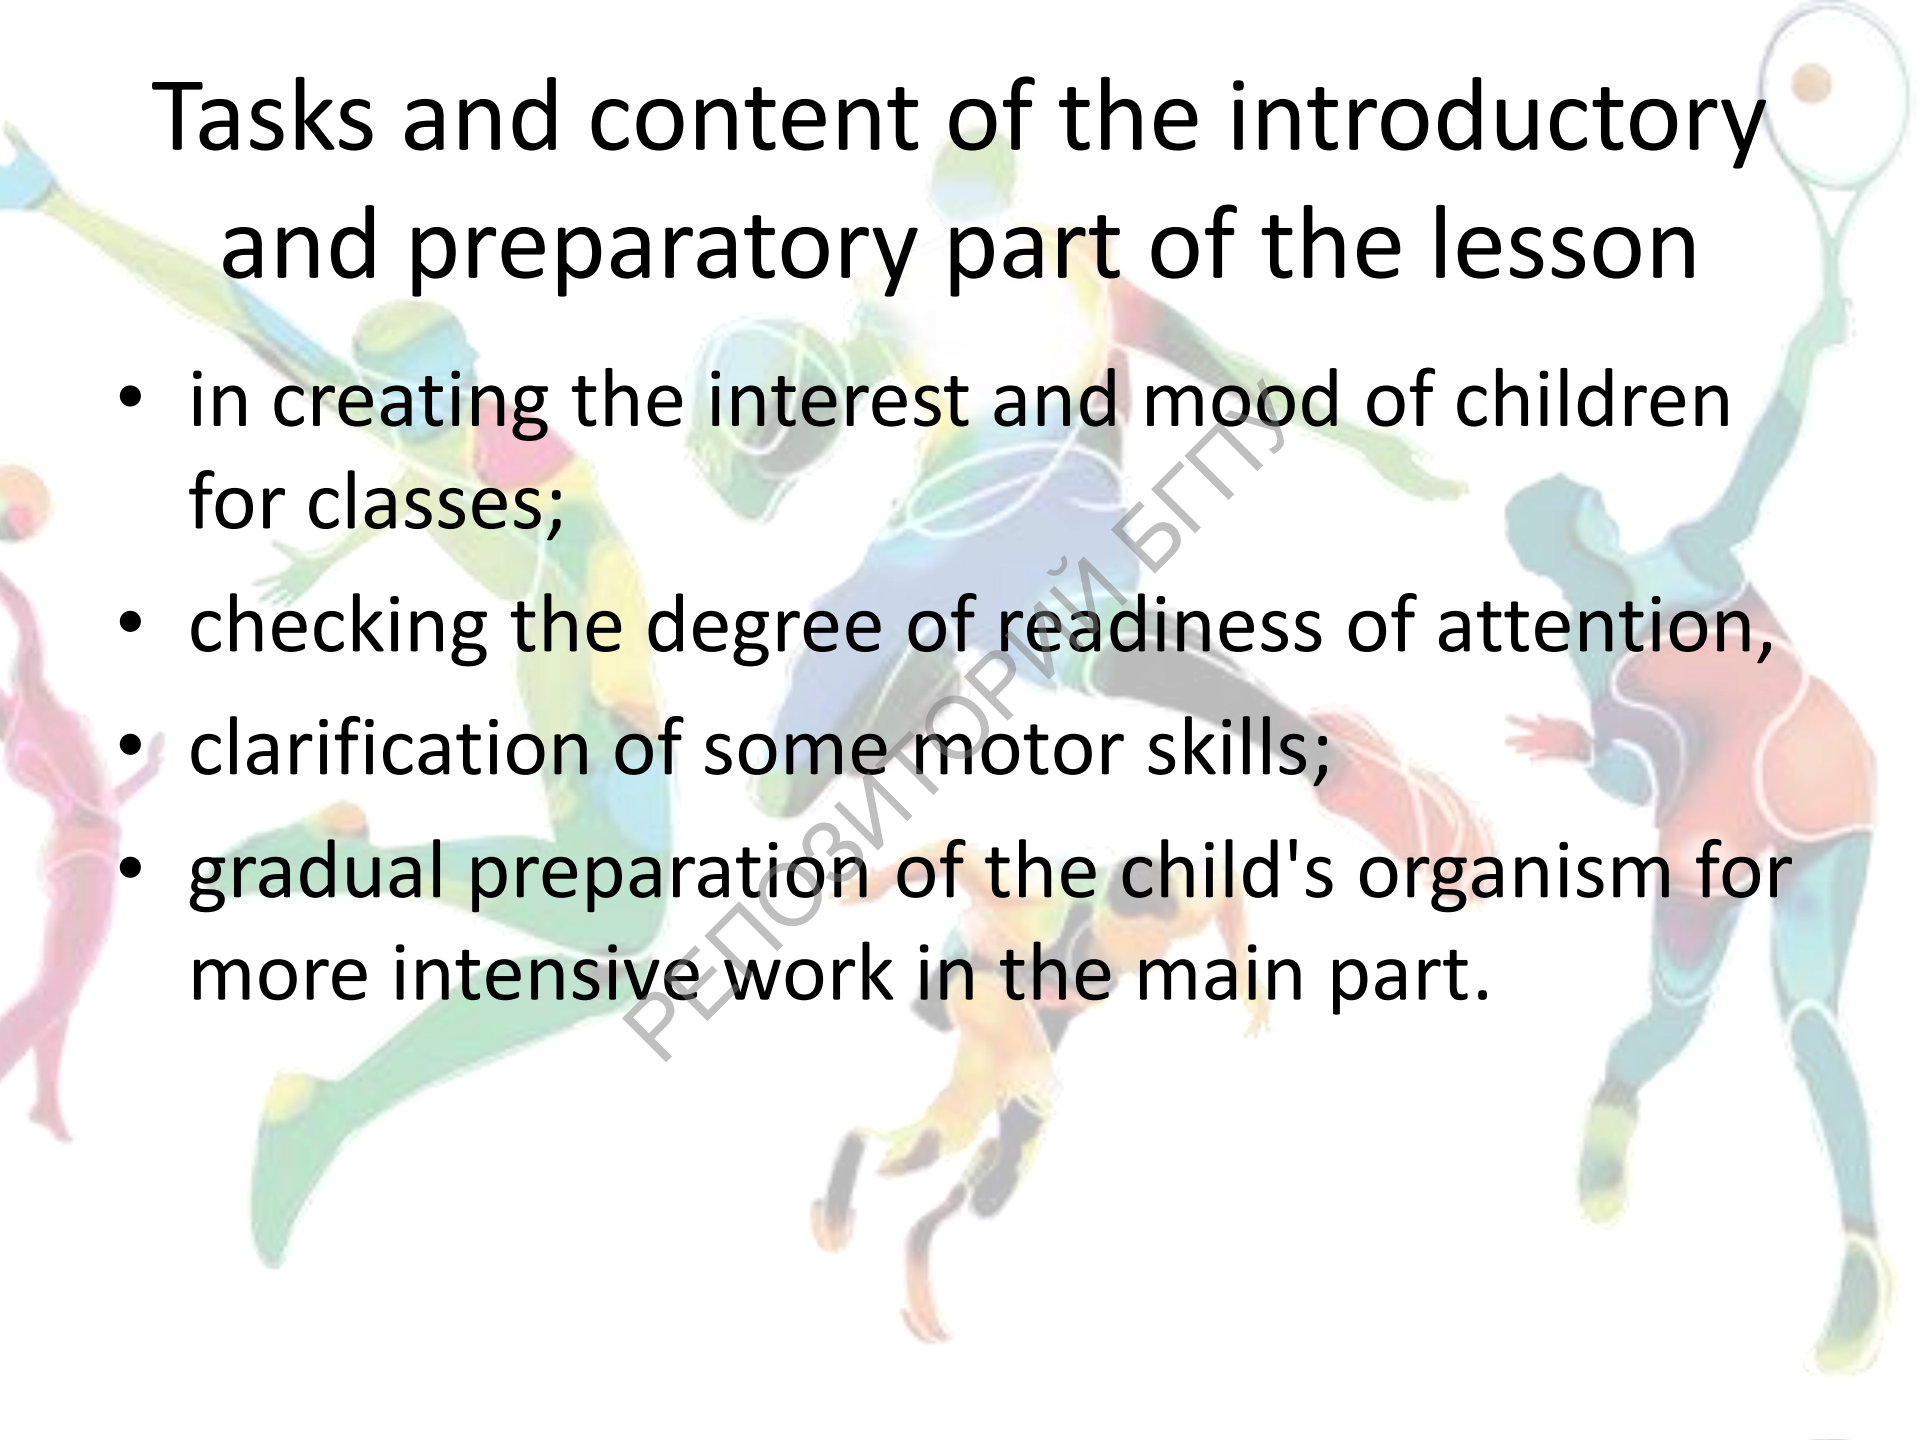 Tasks and content of the introductory
and preparatory part of the lesson
• in creating the interest and mood of children
for classes;
• checking the degree of readiness of attention,
• clarification of some motor skills;
• gradual preparation of the child's organism for
more intensive work in the main part.
РЕПОЗИТОРИЙ БГПУ